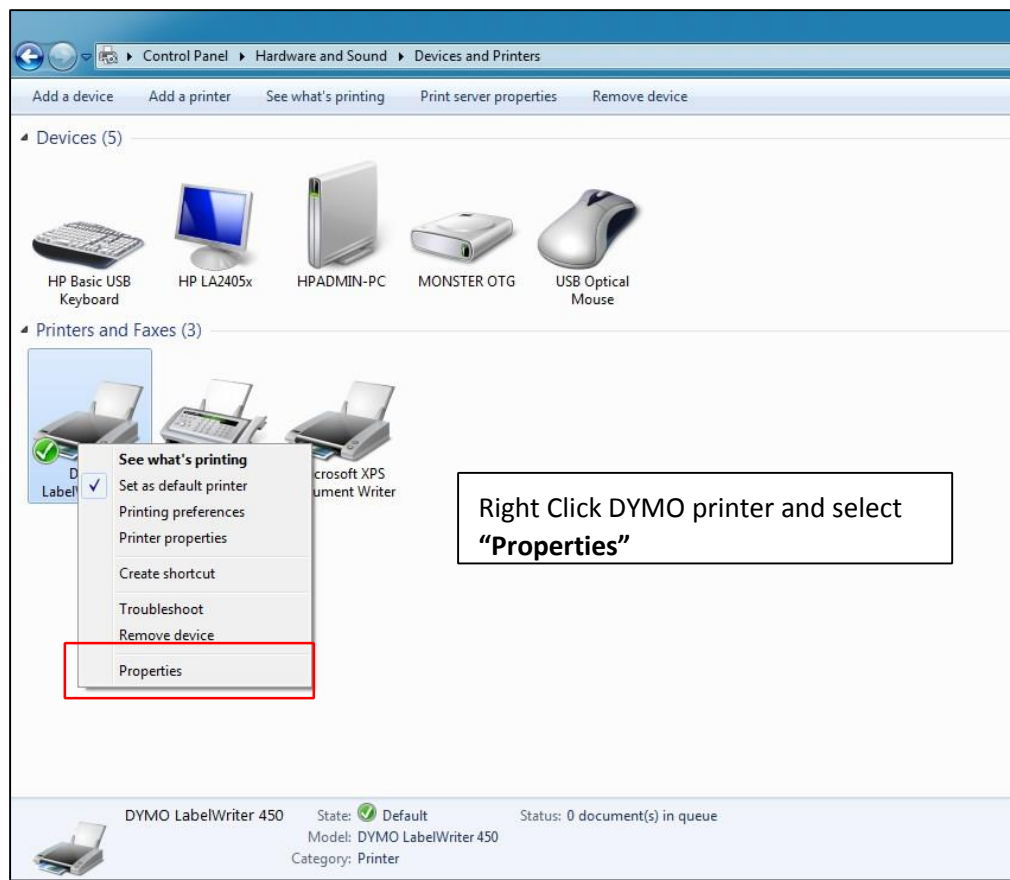 Control Panel ▸ Hardware and Sound ▸ Devices and Printers
Add a device Add a printer See what's printing Print server properties Remove device
Devices (5)
HP Basic USB
Keyboard
HP LA2405x
HPADMIN-PC
MONSTER OTG
USB Optical
Mouse
Printers and Faxes (3)
D
Label
crosoft XPS
ument Writer
See what's printing
Set as default printer
Printing preferences
Printer properties
Create shortcut
Troubleshoot
Remove device
Properties
Right Click DYMO printer and select
“Properties”
DYMO LabelWriter 450 State: Default Status: 0 document(s) in queue
Model: DYMO LabelWriter 450
Category: Printer